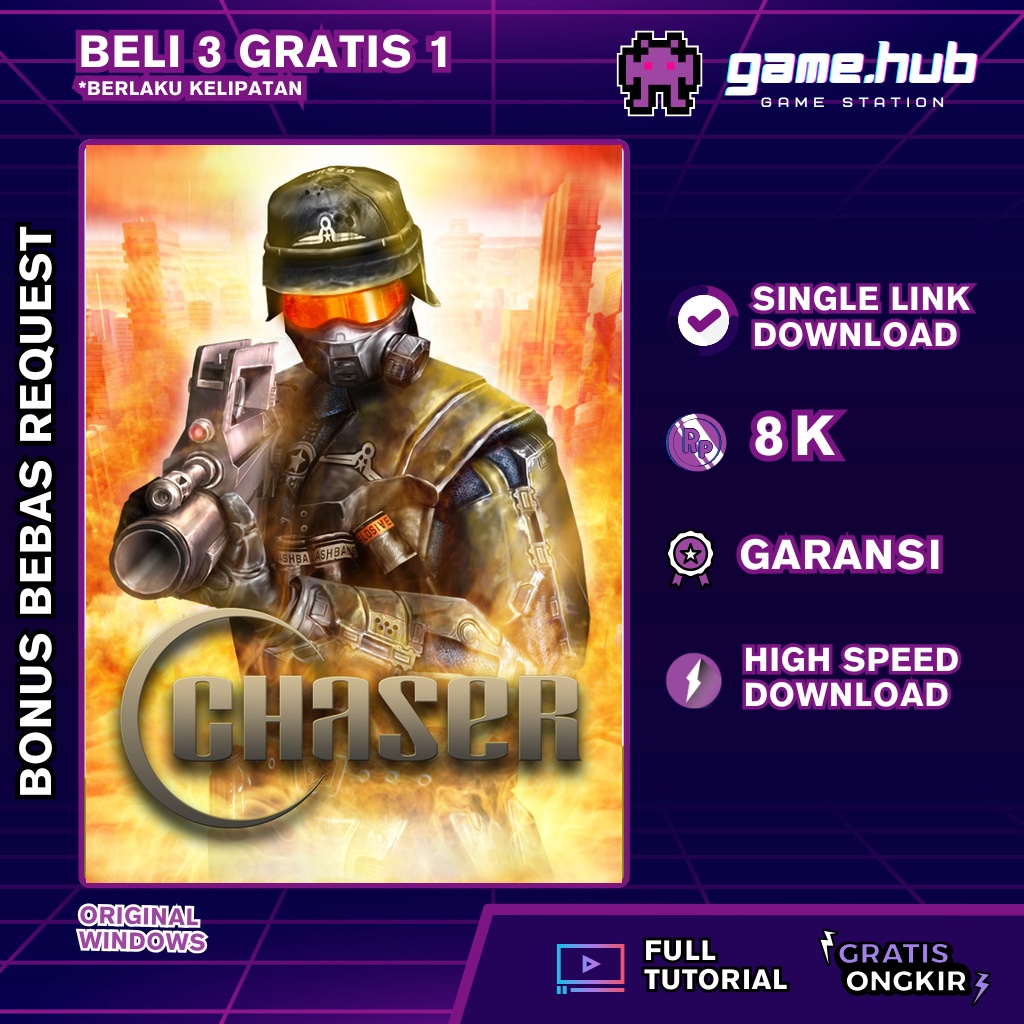 BELI 3 GRATIS 1
*BERLAKU KELIPATAN
game.hub
GAME STATION
BONUS BEBAS REQUEST
SINGLE LINK
DOWNLOAD
RP
8K
GARANSI
HIGH SPEED
DOWNLOAD
CHASER
ORIGINAL
WINDOWS
FULL
TUTORIAL
GRATIS
ONGKIR